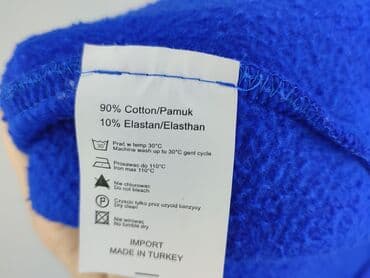 90% Cotton/Pamuk
10% Elastan/Elasthan
Prać w temp 30°C
Machine wash up to 30°C gent cycle
Prasować do 110°C
Iron max 110°C
Nie chlorować
Do not bleach
P
Czyścić tylko przy użyciu benzyny
Dry clean
Nie wirować
No tumble dry
IMPORT
MADE IN TURKEY